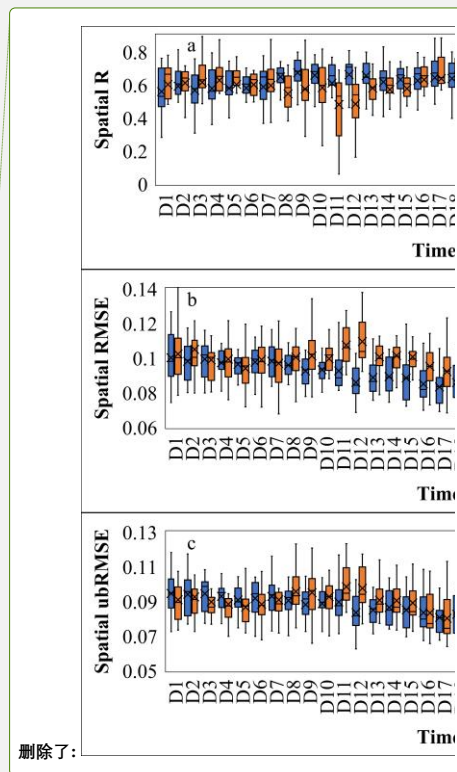 a
Spatial R
0.8
0.6
0.4
0.2
0
D1 D2 D3 D4 D5 D6 D7 D8 D9 D10 D11 D12 D13 D14 D15 D16 D17 D18
Time
b
Spatial RMSE
0.14
0.12
0.1
0.08
0.06
D1 D2 D3 D4 D5 D6 D7 D8 D9 D10 D11 D12 D13 D14 D15 D16 D17
Time
c
Spatial ubRMSE
0.13
0.11
0.09
0.07
0.05
D1 D2 D3 D4 D5 D6 D7 D8 D9 D10 D11 D12 D13 D14 D15 D16 D17
Time
删除了: